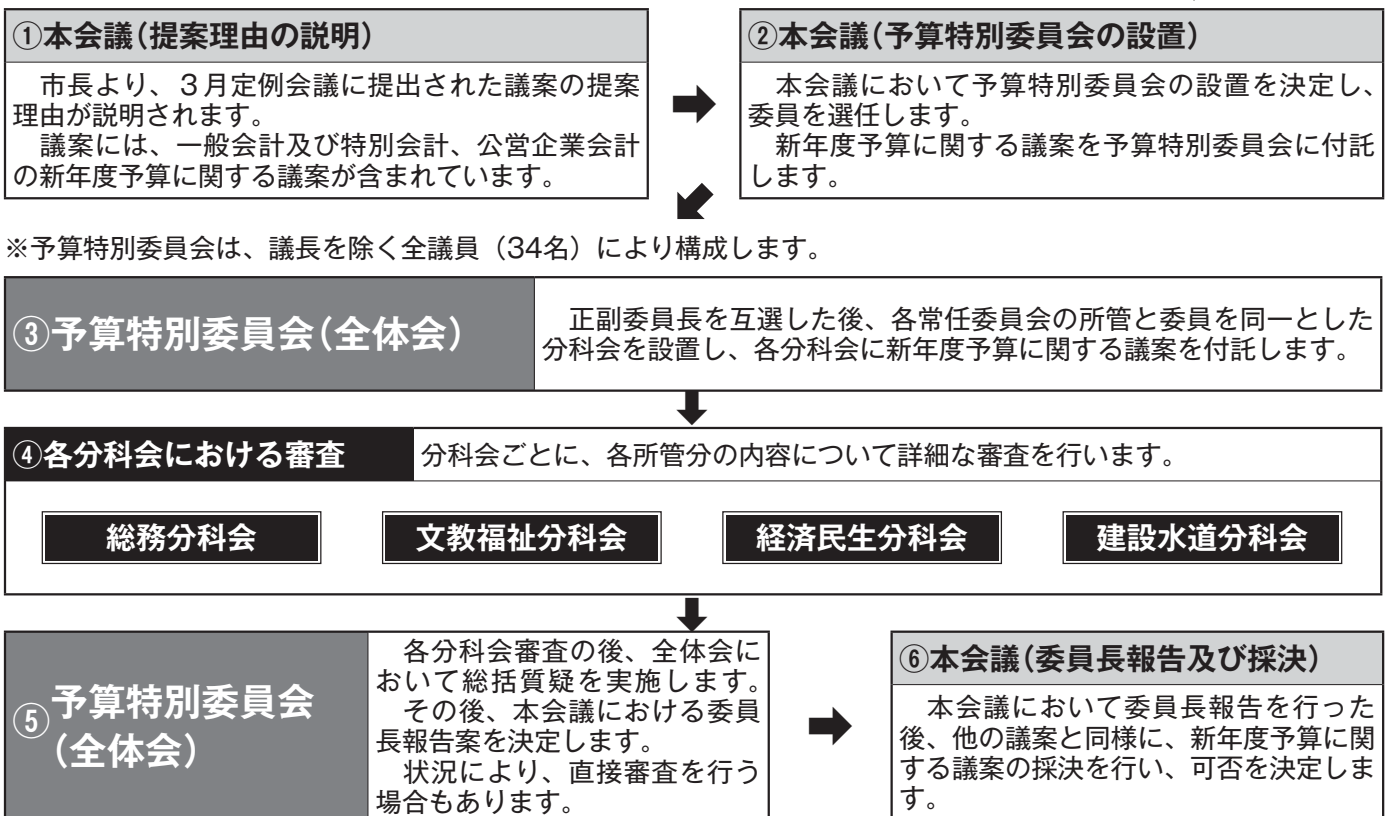 ①本会議(提案理由の説明)
市長より、3月定例会議に提出された議案の提案
理由が説明されます。
議案には、一般会計及び特別会計、公営企業会計
の新年度予算に関する議案が含まれています。
②本会議(予算特別委員会の設置)
本会議において予算特別委員会の設置を決定し、
委員を選任します。
新年度予算に関する議案を予算特別委員会に付託
します。
※予算特別委員会は、議長を除く全議員(34名)により構成します。
③予算特別委員会(全体会)
正副委員長を互選した後、各常任委員会の所管と委員を同一とした
分科会を設置し、各分科会に新年度予算に関する議案を付託します。
④各分科会における審査
分科会ごとに、各所管分の内容について詳細な審査を行います。
総務分科会
文教福祉分科会
経済民生分科会
建設水道分科会
⑤予算特別委員会
(全体会)
各分科会審査の後、全体会に
おいて総括質疑を実施します。
その後、本会議における委員
長報告案を決定します。
状況により、直接審査を行う
場合もあります。
⑥本会議(委員長報告及び採決)
本会議において委員長報告を行った
後、他の議案と同様に、新年度予算に関
する議案の採決を行い、可否を決定しま
す。